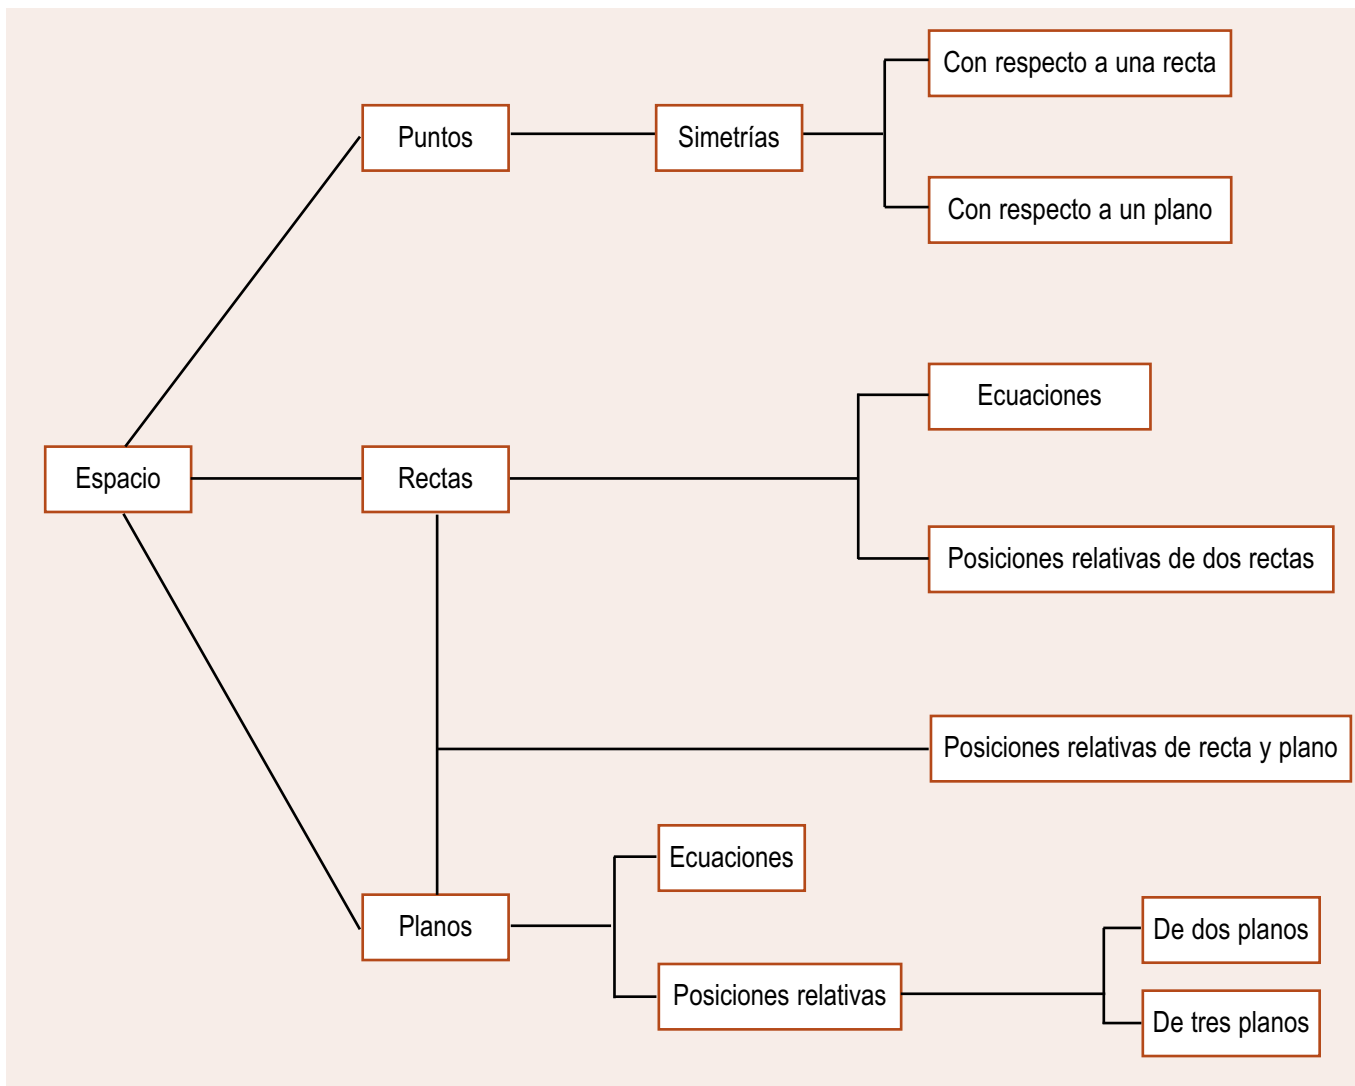 Con respecto a una recta
Puntos
Simetrías
Con respecto a un plano
Ecuaciones
Espacio
Rectas
Posiciones relativas de dos rectas
Posiciones relativas de recta y plano
Ecuaciones
Planos
De dos planos
Posiciones relativas
De tres planos